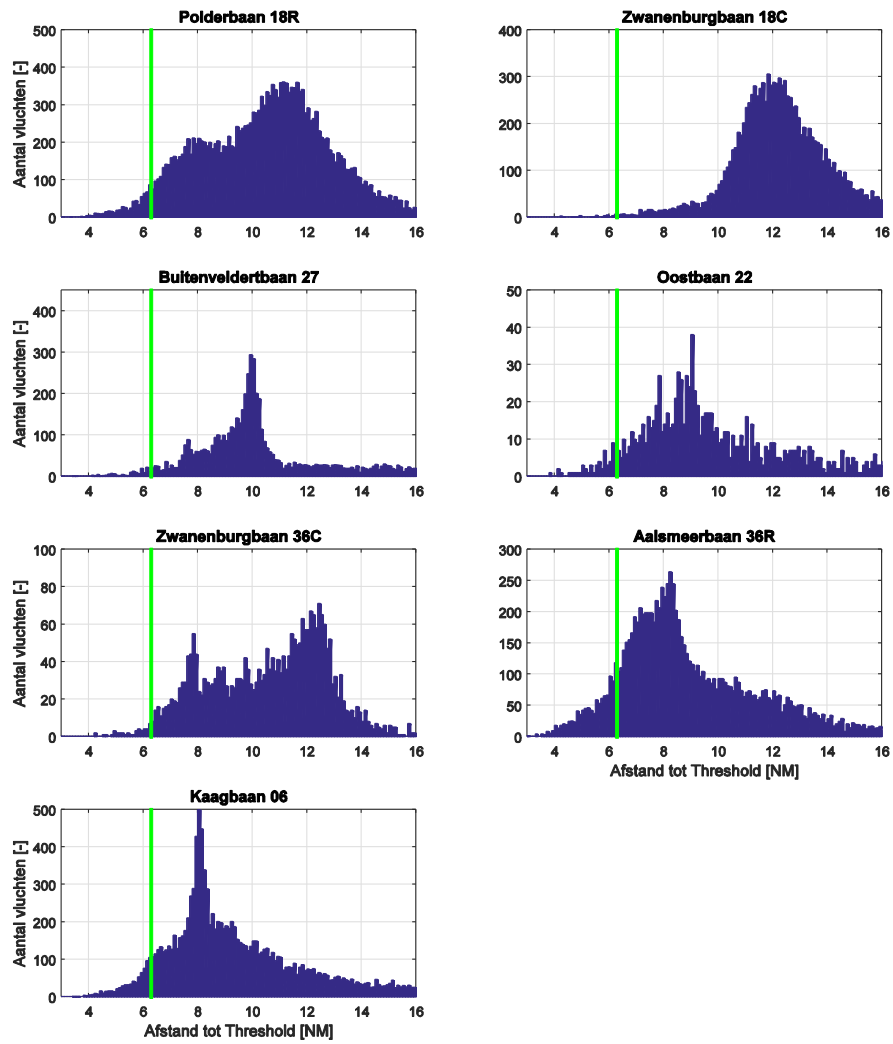 Polderbaan 18R
Aantal vluchten [-]
500
400
300
200
100
0
4 6 8 10 12 14 16
Zwanenburgbaan 18C
400
300
200
100
0
4 6 8 10 12 14 16
Buitenveldertbaan 27
Aantal vluchten [-]
400
300
200
100
0
4 6 8 10 12 14 16
Oostbaan 22
50
40
30
20
10
0
4 6 8 10 12 14 16
Zwanenburgbaan 36C
Aantal vluchten [-]
100
80
60
40
20
0
4 6 8 10 12 14 16
Aalsmeerbaan 36R
300
250
200
150
100
50
0
4 6 8 10 12 14 16
Afstand tot Threshold [NM]
Kaagbaan 06
Aantal vluchten [-]
500
400
300
200
100
0
4 6 8 10 12 14 16
Afstand tot Threshold [NM]